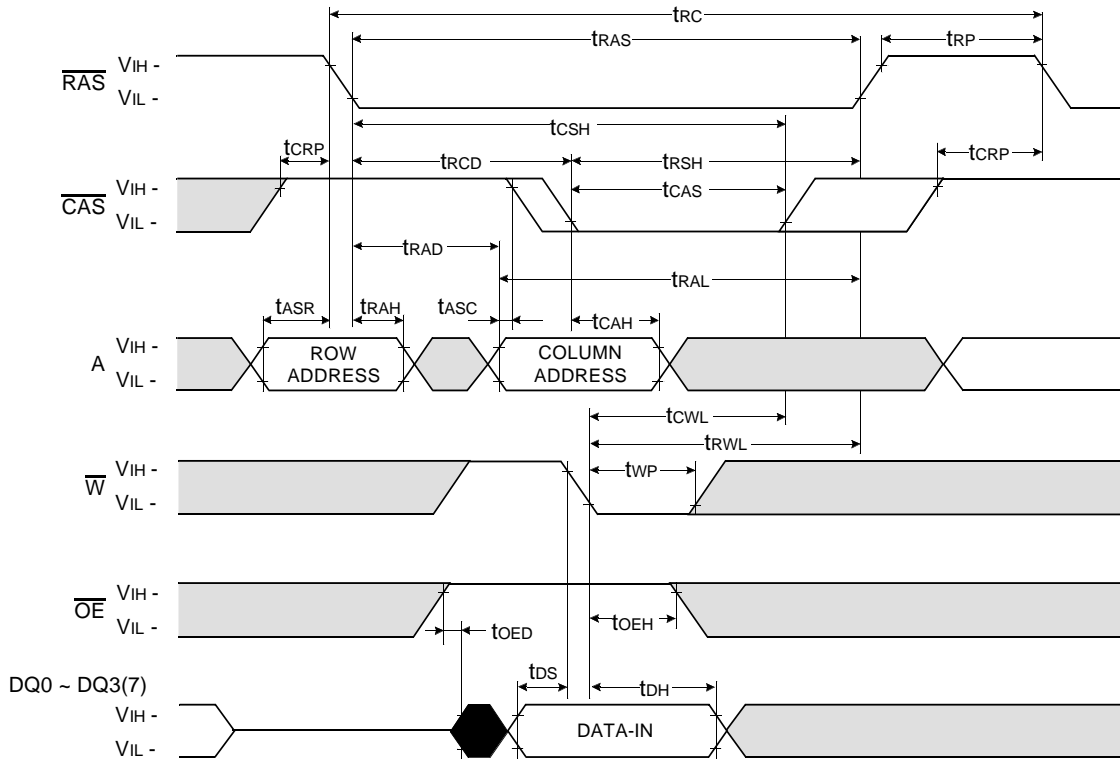 tRC
tRAS
tRP
RAS
VIH -
VIL -
tCSH
tCRP
tRCD
tRSH
tCRP
CAS
VIH -
VIL -
tCAS
tRAD
tRAL
tASR
tRAH
tASC
tCAH
A
VIH -
VIL -
ROW
ADDRESS
COLUMN
ADDRESS
tCWL
tRWL
W
VIH -
VIL -
tWP
OE
VIH -
VIL -
tOED
tOEH
DQ0 ~ DQ3(7)
VIH -
VIL -
tDS
tDH
DATA-IN